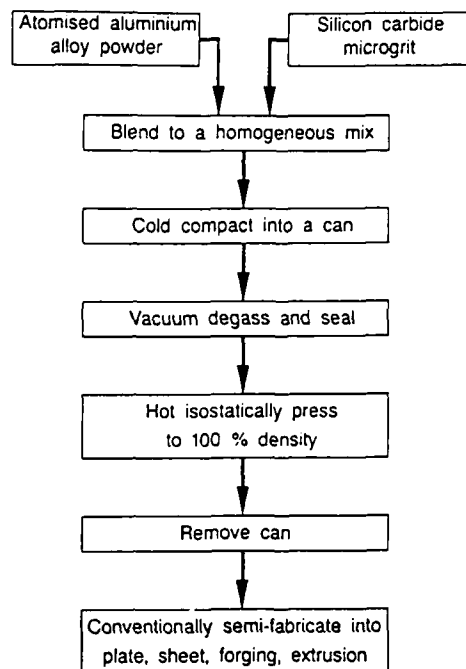 Atomised aluminium
alloy powder
Silicon carbide
microgrit
Blend to a homogeneous mix
Cold compact into a can
Vacuum degass and seal
Hot isostatically press
to 100 % density
Remove can
Conventionally semi-fabricate into
plate, sheet, forging, extrusion